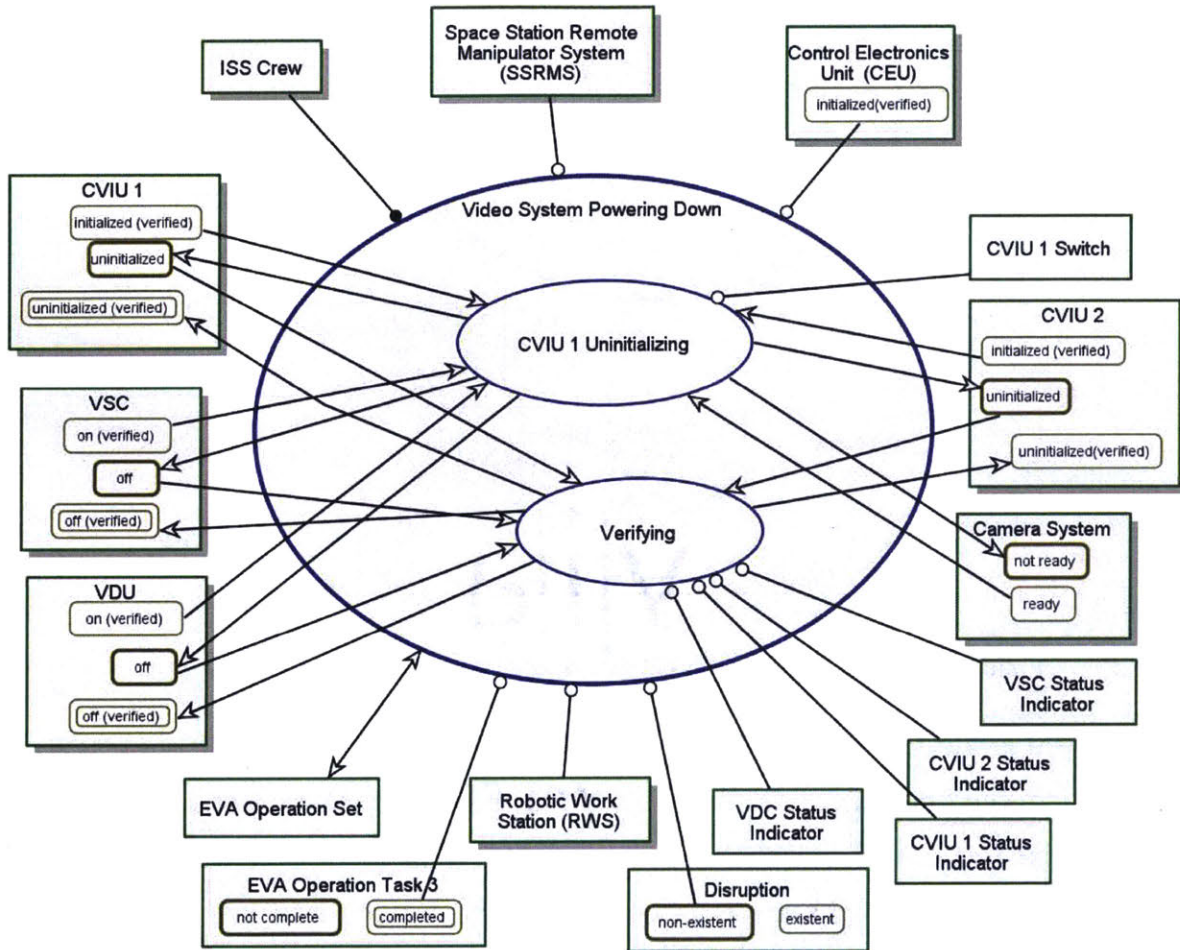 Space Station Remote
Manipulator System
(SSRMS)
ISS Crew
Control Electronics
Unit (CEU)
initialized(verified)
CVIU 1
initialized (verified)
uninitialized
uninitialized (verified)
Video System Powering Down
CVIU 1 Switch
CVIU 1 Uninitializing
CVIU 2
initialized (verified)
uninitialized
uninitialized(verified)
VSC
on (verified)
off
off (verified)
Verifying
Camera System
not ready
ready
VDU
on (verified)
off
off (verified)
VSC Status
Indicator
CVIU 2 Status
Indicator
EVA Operation Set
Robotic Work
Station (RWS)
VDC Status
Indicator
CVIU 1 Status
Indicator
EVA Operation Task 3
not complete
completed
Disruption
non-existent
existent